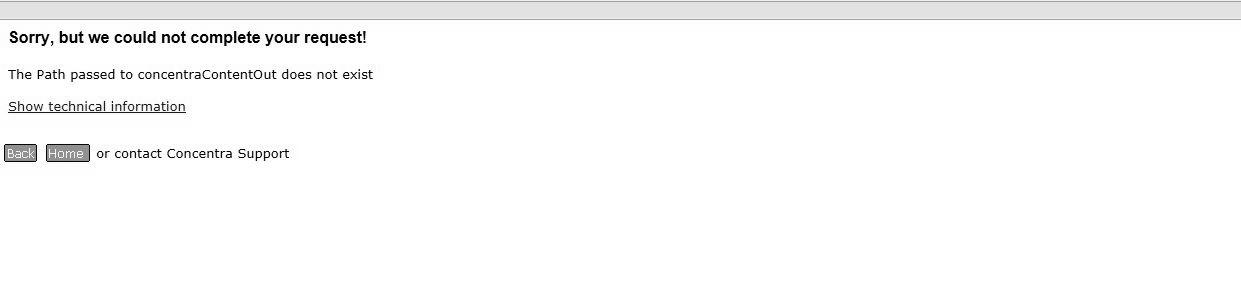 Sorry, but we could not complete your request!
The Path passed to concentraContentOut does not exist
Show technical information
Back Home or contact Concentra Support